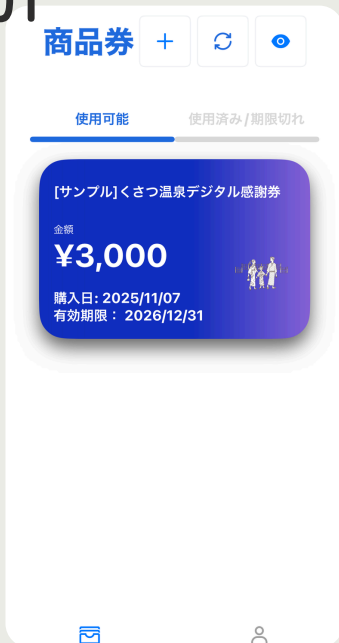 商品券
使用可能
使用済み/期限切れ
[サンプル]くさつ温泉デジタル感謝券
金額
¥3,000
購入日: 2025/11/07
有効期限： 2026/12/31